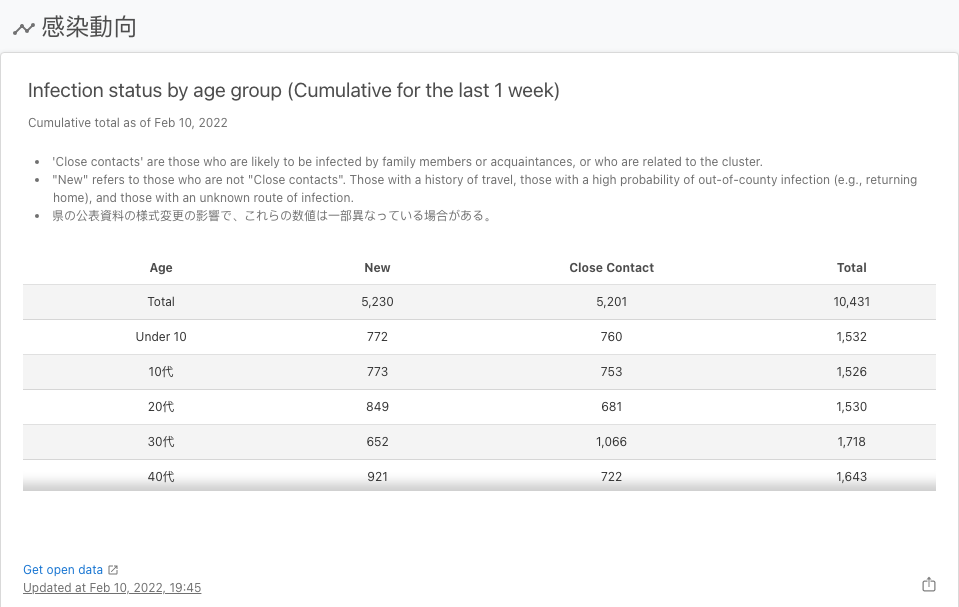 感染動向
Infection status by age group (Cumulative for the last 1 week)
Cumulative total as of Feb 10, 2022
• 'Close contacts' are those who are likely to be infected by family members or acquaintances, or who are related to the cluster.
• "New" refers to those who are not "Close contacts". Those with a history of travel, those with a high probability of out-of-county infection (e.g., returning
home), and those with an unknown route of infection.
• 県の公表資料の様式変更の影響で、これらの数値は一部異なっている場合がある。
Age New Close Contact Total
Total 5,230 5,201 10,431
Under 10 772 760 1,532
10代 773 753 1,526
20代 849 681 1,530
30代 652 1,066 1,718
40代 921 722 1,643
Get open data
Updated at Feb 10, 2022, 19:45